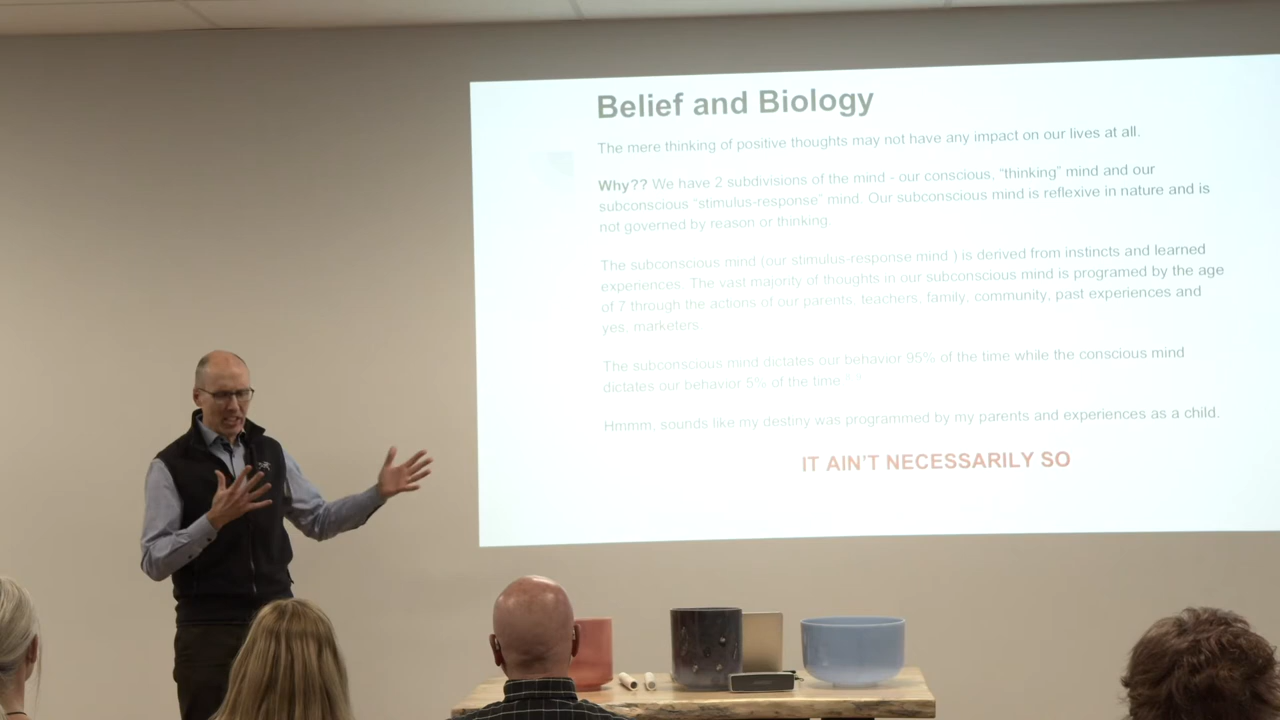 Belief and Biology
The mere thinking of positive thoughts may not have any impact on our lives at all.
Why?? We have 2 subdivisions of the mind - our conscious, "thinking" mind and our
subconscious "stimulus-response" mind. Our subconscious mind is reflexive in nature and is
not governed by reason or thinking.
The subconscious mind (our stimulus-response mind ) is derived from instincts and learned
experiences. The vast majority of thoughts in our subconscious mind is programed by the age
of 7 through the actions of our parents, teachers, family, community, past experiences and
yes, marketers.
The subconscious mind dictates our behavior 95% of the time while the conscious mind
dictates our behavior 5% of the time
Hmmm, sounds like my destiny was programmed by my parents and experiences as a child.
IT AIN'T NECESSARILY SO